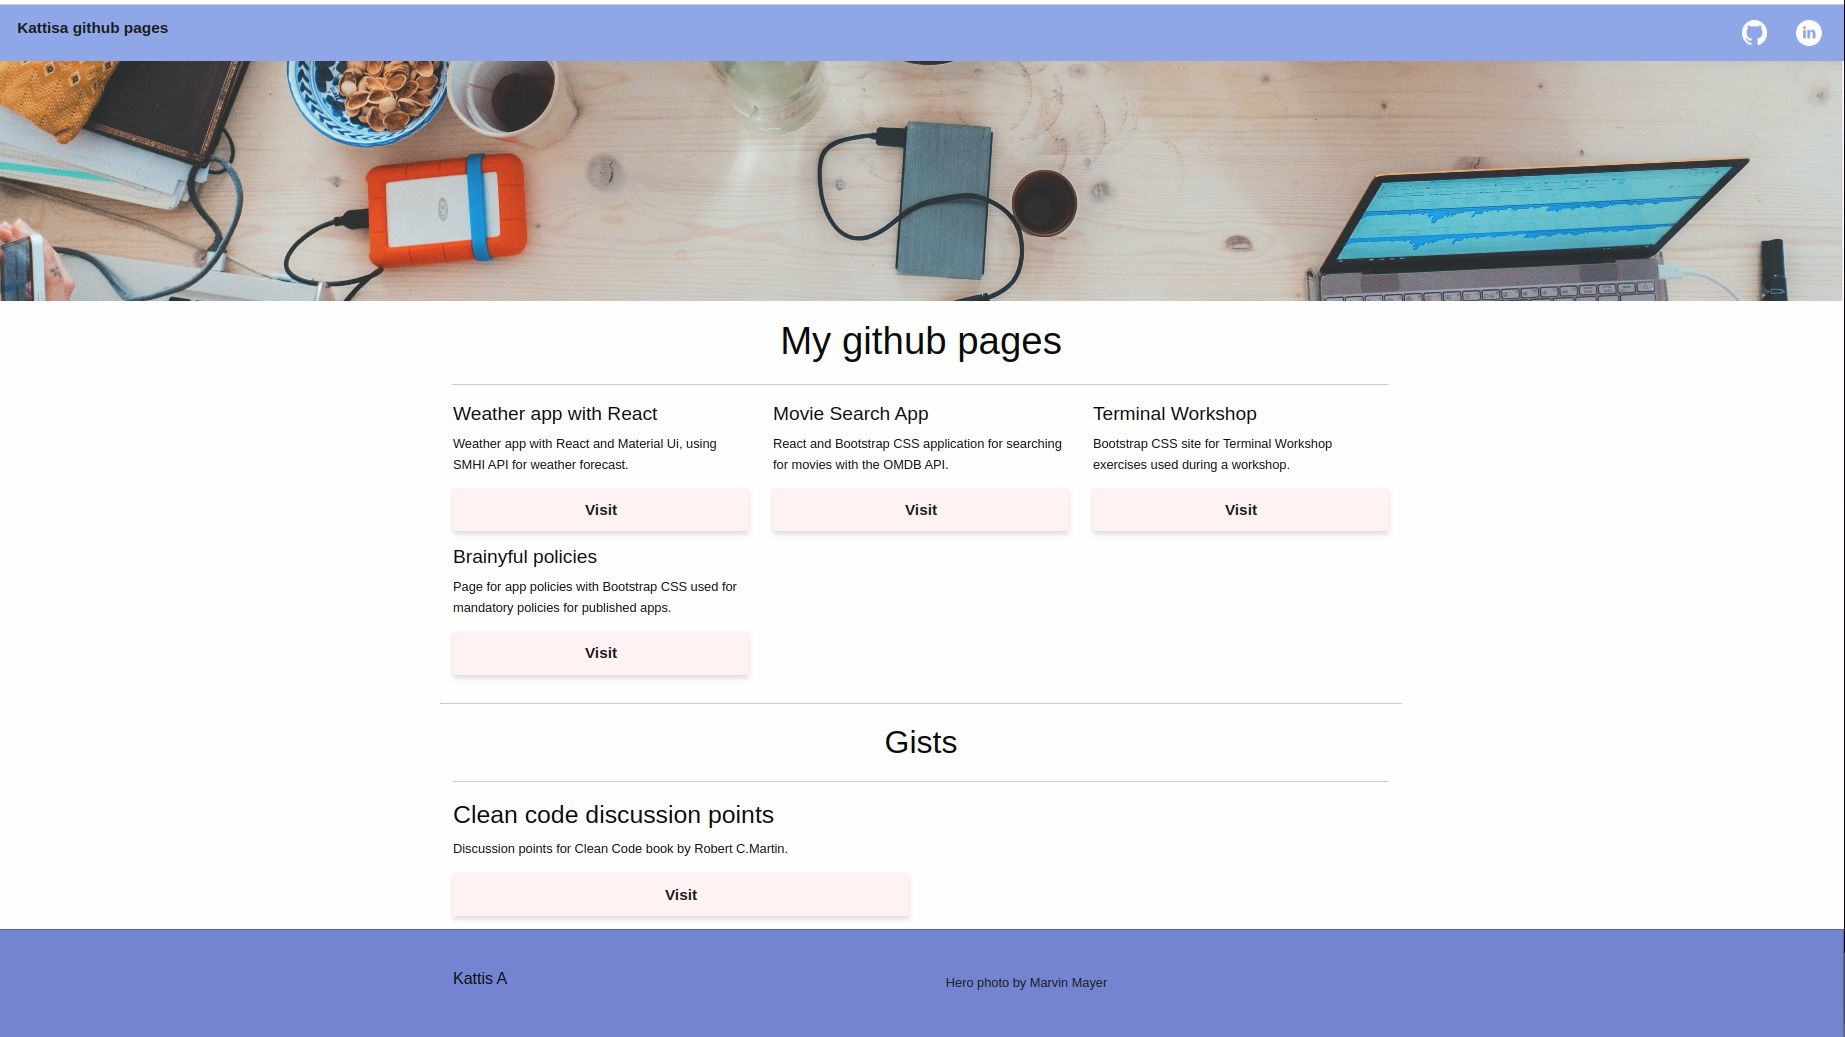 Kattisa github pages
in
My github pages
Weather app with React
Weather app with React and Material Ui, using
SMHI API for weather forecast.
Visit
Movie Search App
React and Bootstrap CSS application for searching
for movies with the OMDB API.
Visit
Terminal Workshop
Bootstrap CSS site for Terminal Workshop
exercises used during a workshop.
Visit
Brainyful policies
Page for app policies with Bootstrap CSS used for
mandatory policies for published apps.
Visit
Gists
Clean code discussion points
Discussion points for Clean Code book by Robert C.Martin.
Visit
Kattis A
Hero photo by Marvin Mayer